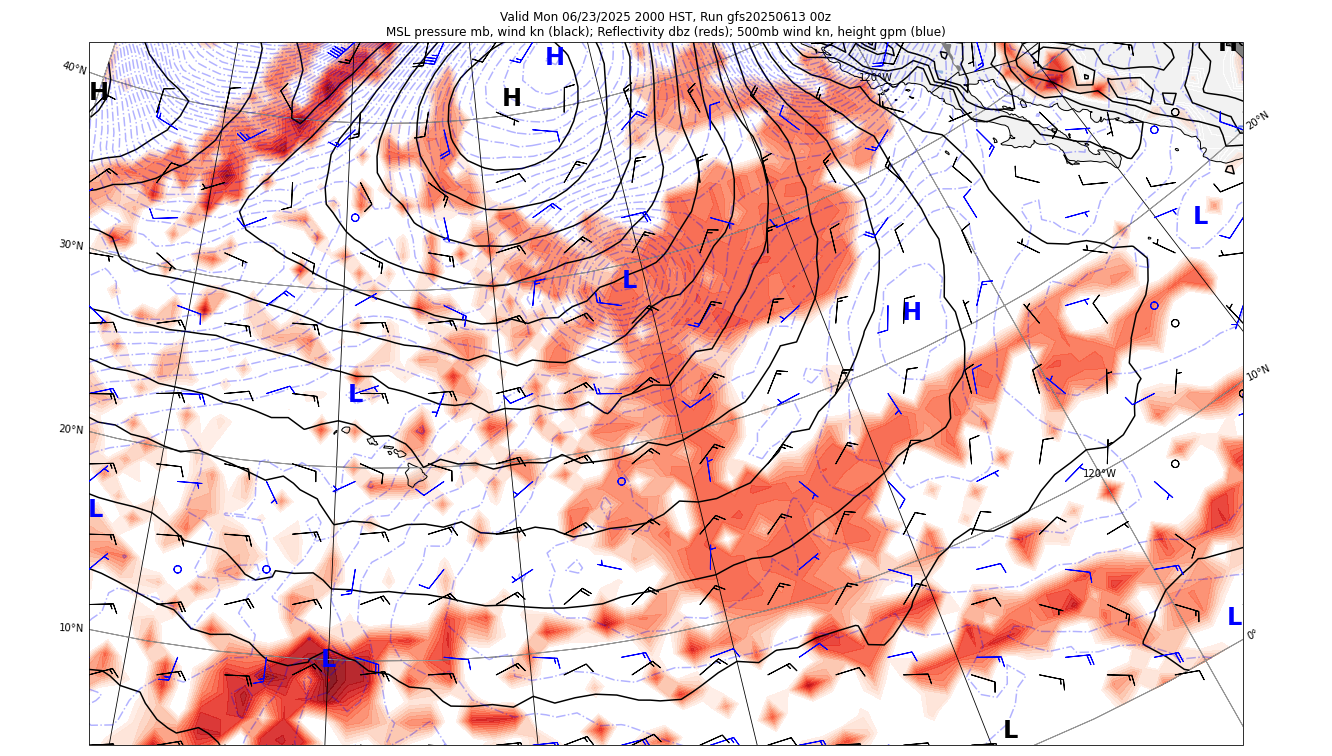 Valid Mon 06/23/2025 2000 HST, Run gfs20250613 00z
MSL pressure mb, wind kn (black); Reflectivity dbz (reds); 500mb wind kn, height gpm (blue)
H
H
40°N
120°W
H
H
20°N
L
30°N
L
H
10°N
L
20°N
120°W
L
L
10°N
0°
L
L